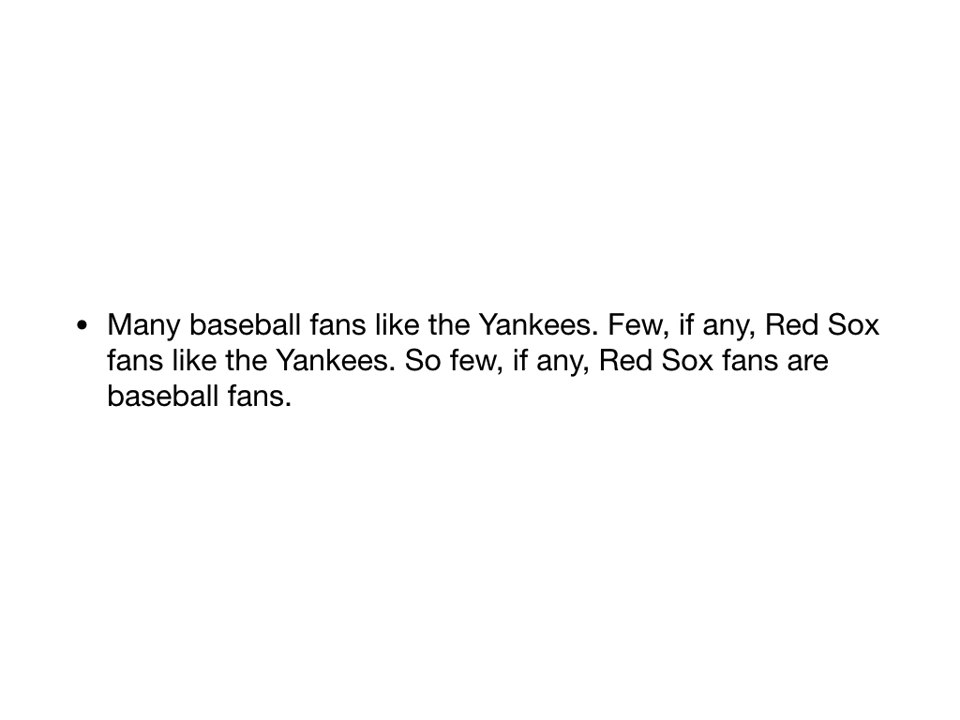 • Many baseball fans like the Yankees. Few, if any, Red Sox
fans like the Yankees. So few, if any, Red Sox fans are
baseball fans.